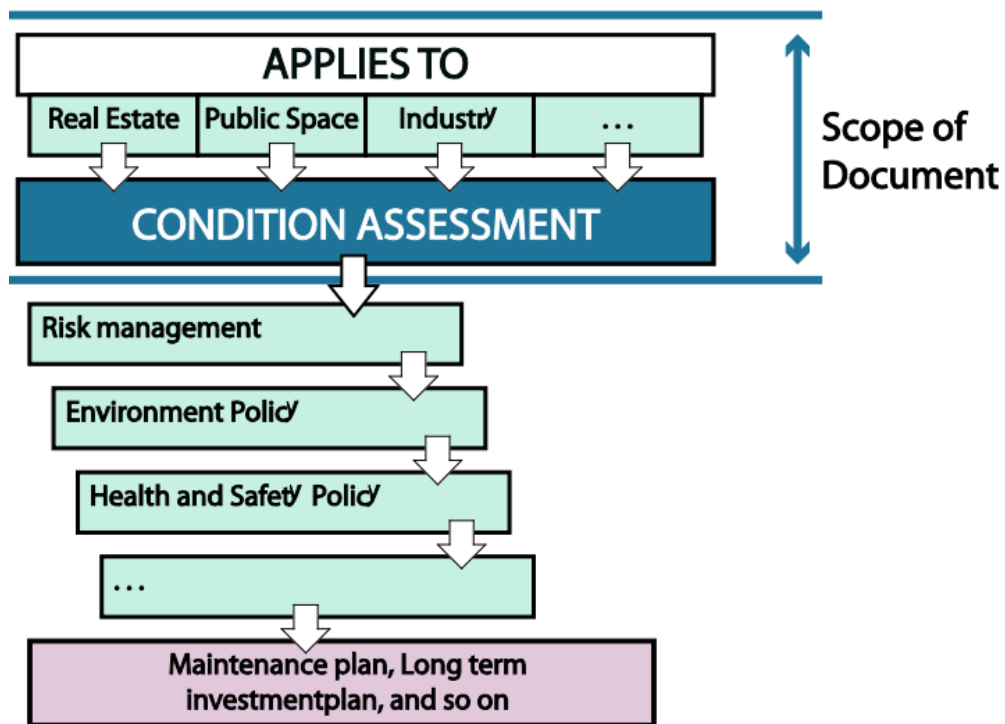 APPLIES TO
Real Estate
Public Space
Industry
...
Scope of
Document
CONDITION ASSESSMENT
Risk management
Environment Policy
Health and Safety Policy
...
Maintenance plan, Long term
investmentplan, and so on